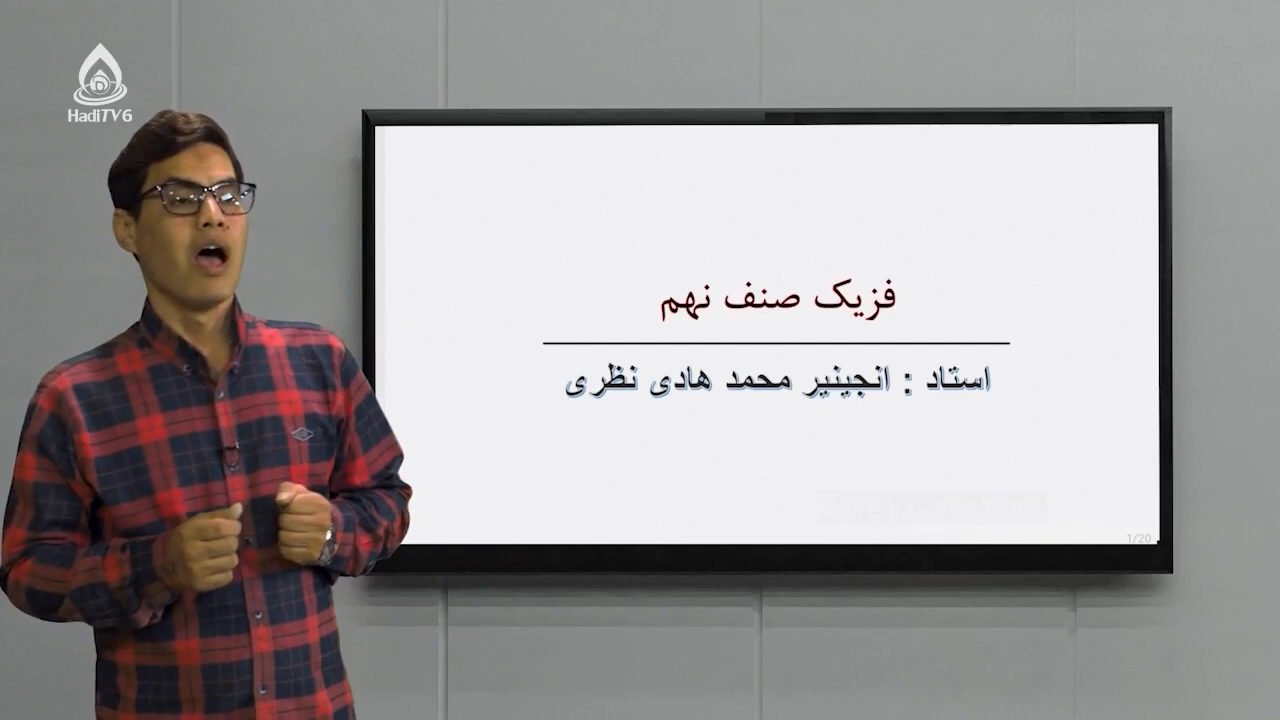 HadiTV6
فزیک صنف نهم
استاد : انجینیر محمد هادی نظری
1/20